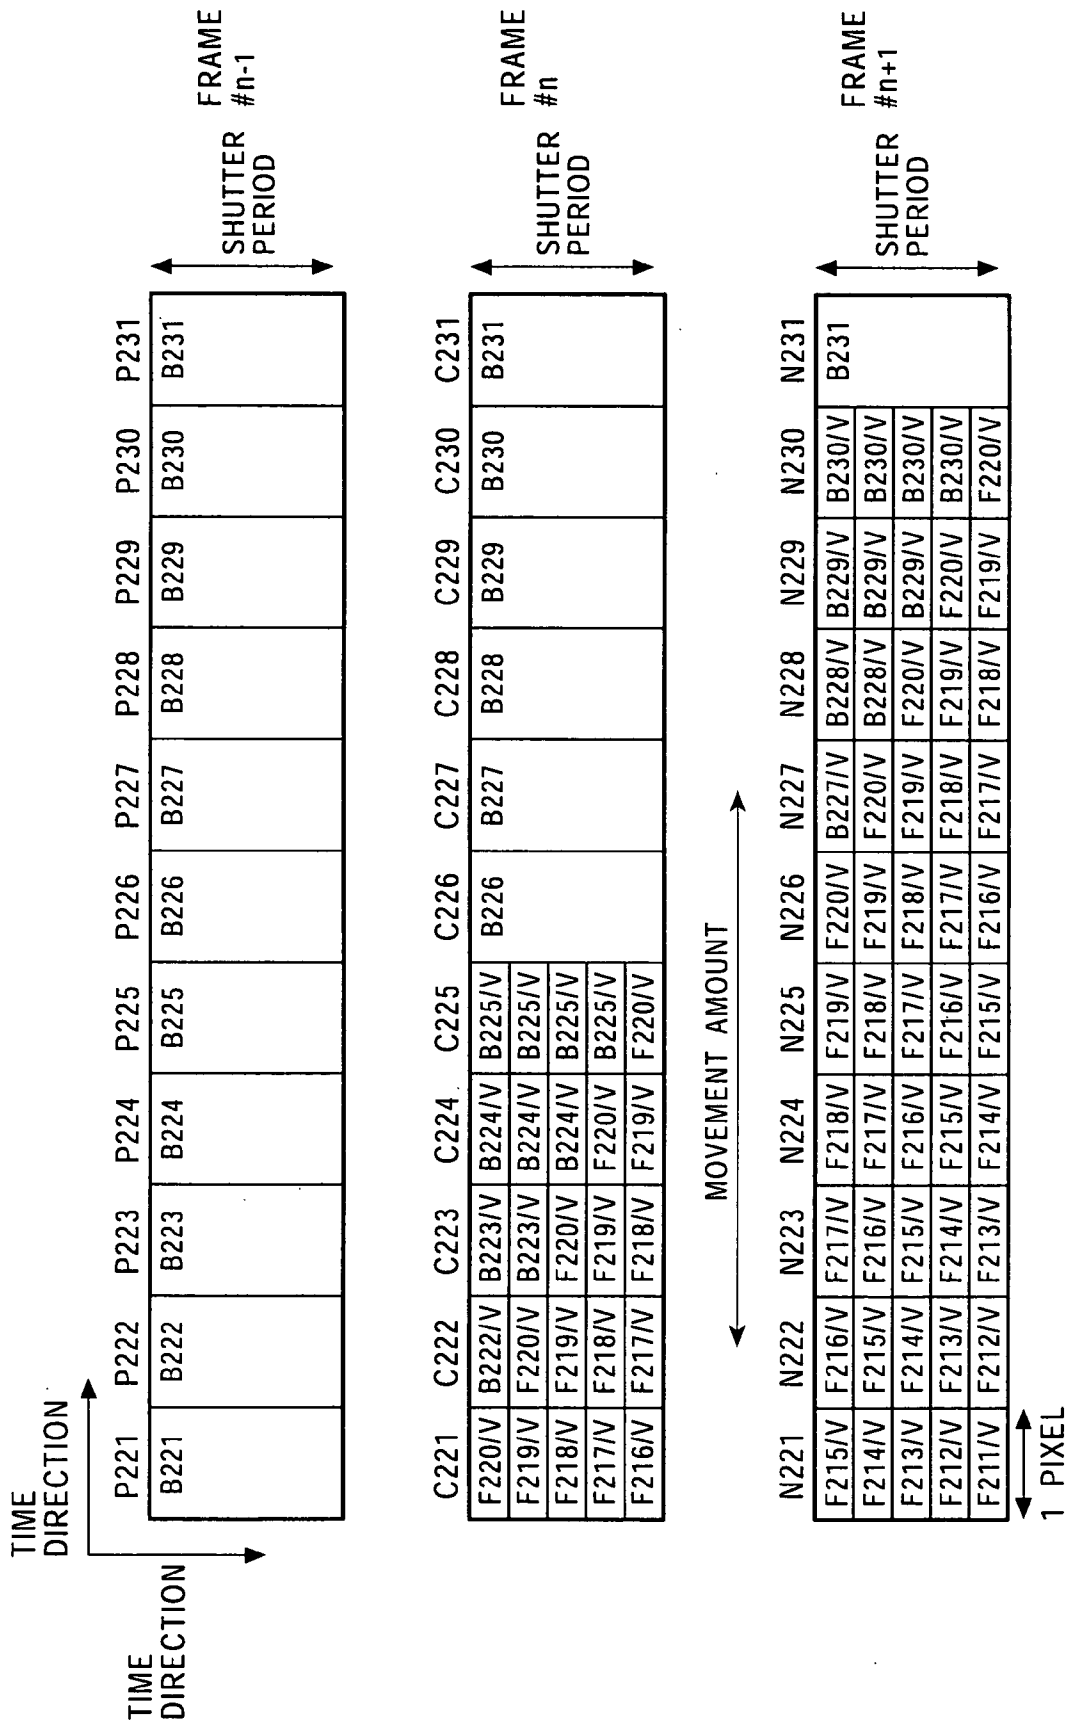 TIME
DIRECTION
TIME
DIRECTION
P221 P222 P223 P224 P225 P226 P227 P228 P229 P230 P231
B221 B222 B223 B224 B225 B226 B227 B228 B229 B230 B231
SHUTTER
PERIOD
FRAME
#n-1
C221 C222 C223 C224 C225 C226 C227 C228 C229 C230 C231
F220/V B222/V B223/V B224/V B225/V B226 B227 B228 B229 B230 B231
F219/V F220/V B223/V B224/V B225/V
F218/V F219/V F220/V B224/V B225/V
F217/V F218/V F219/V F220/V B225/V
F216/V F217/V F218/V F219/V F220/V
SHUTTER
PERIOD
FRAME
#n
MOVEMENT AMOUNT
N221 N222 N223 N224 N225 N226 N227 N228 N229 N230 N231
F215/V F216/V F217/V F218/V F219/V F220/V B227/V B228/V B229/V B230/V B231
F214/V F215/V F216/V F217/V F218/V F219/V F220/V B228/V B229/V B230/V
F213/V F214/V F215/V F216/V F217/V F218/V F219/V F220/V B229/V B230/V
F212/V F213/V F214/V F215/V F216/V F217/V F218/V F219/V F220/V B230/V
F211/V F212/V F213/V F214/V F215/V F216/V F217/V F218/V F219/V F220/V
SHUTTER
PERIOD
FRAME
#n+1
1 PIXEL